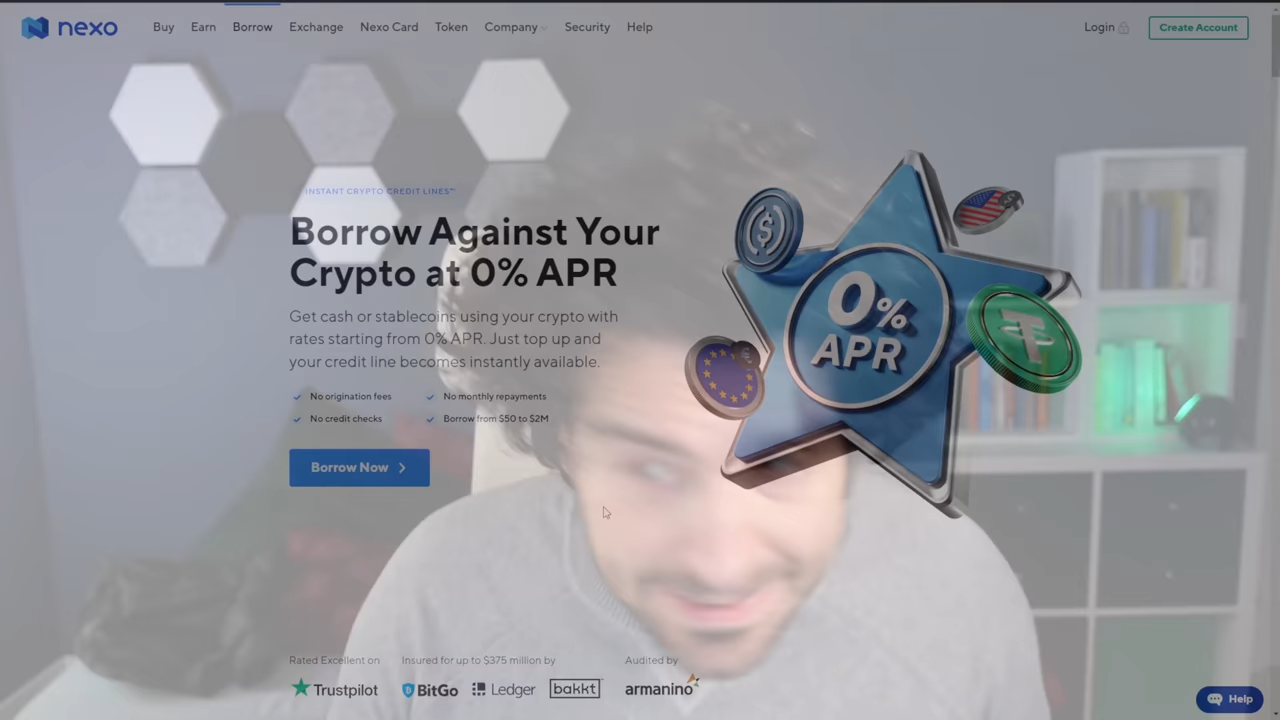 nexo
Buy Earn Borrow Exchange Nexo Card Token Company Security Help
Login Create Account
INSTANT CRYPTO CREDIT LINES™
Borrow Against Your
Crypto at 0% APR
Get cash or stablecoins using your crypto with
rates starting from 0% APR. Just top up and
your credit line becomes instantly available.
No origination fees No monthly repayments
No credit checks Borrow from $50 to $2M
Borrow Now
0%
APR
Rated Excellent on Insured for up to $375 million by Audited by
Trustpilot BitGo Ledger bakkt armanino
Help